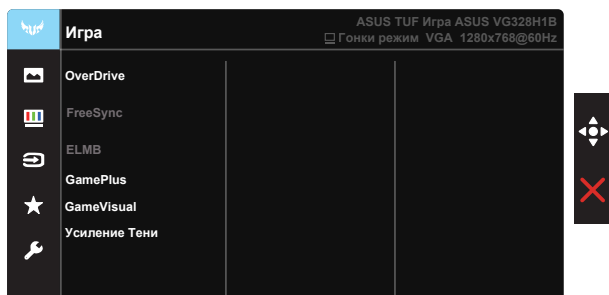 ASUS TUF Игра ASUS VG328H1B
Игра
Гонки режим VGA 1280x768@60Hz
OverDrive
FreeSync
ELMB
GamePlus
GameVisual
Усиление Тени